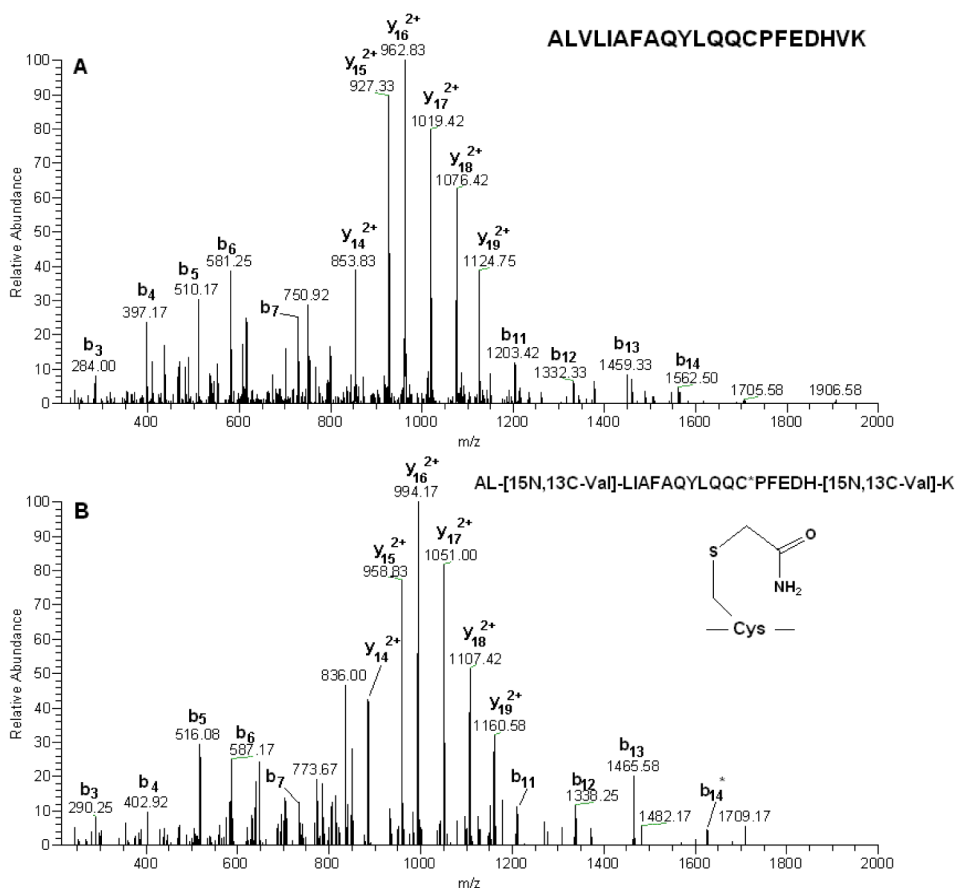 ALVLIAFAQYLQQCPFEDHVK
A
Relative Abundance
100
90
80
70
60
50
40
30
20
10
0
y16 2+
962.83
y15 2+
927.33
y17 2+
1019.42
y18 2+
1076.42
y14 2+
853.83
y19 2+
1124.75
b6
581.25
b5
510.17
b4
397.17
b7
750.92
b3
284.00
b11
1203.42
b12
1332.33
b13
1459.33
b14
1562.50
1705.58
1906.58
400 600 800 1000 1200 1400 1600 1800 2000
m/z
AL-[15N,13C-Val]-LIAFAQYLQQC*PFEDH-[15N,13C-Val]-K
B
Relative Abundance
100
90
80
70
60
50
40
30
20
10
0
y16 2+
994.17
y17 2+
1051.00
y15 2+
958.83
y18 2+
1107.42
y14 2+
836.00
y19 2+
1160.58
b5
516.08
b6
587.17
b7
773.67
b4
402.92
b3
290.25
b11
b12
1338.25
b13
1465.58
1482.17
b14*
1709.17
S
O
NH2
Cys
400 600 800 1000 1200 1400 1600 1800 2000
m/z